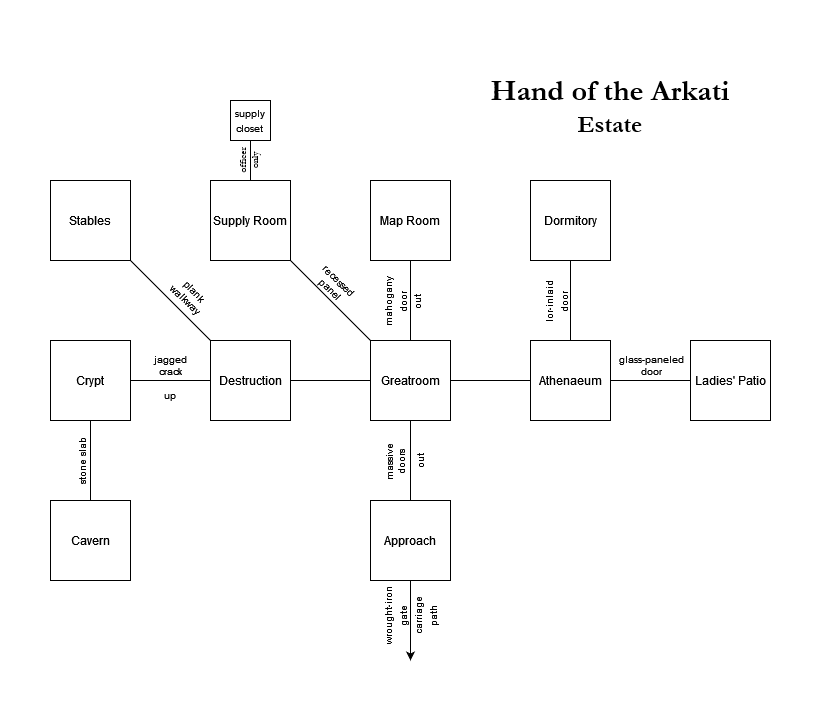 Hand of the Arkati
Estate
supply
closet
officer
only
Stables
Supply Room
Map Room
Dormitory
plank
walkway
recessed
panel
mahogany
door
out
lor-inlaid
door
Crypt
jagged
crack
up
Destruction
Greatroom
Athenaeum
glass-paneled
door
Ladies' Patio
stone slab
massive
doors
out
Cavern
Approach
wrought-iron
gate
carriage
path